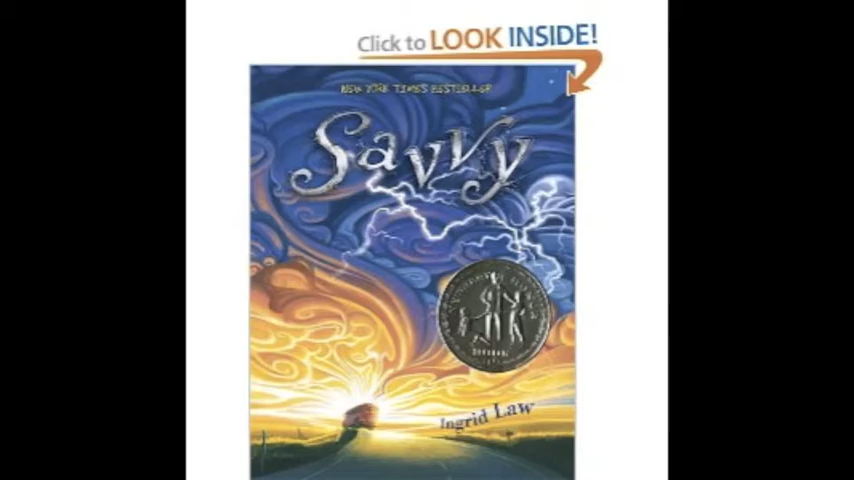 Click to LOOK INSIDE!
NEW YORK TIMES BESTSELLER
Savvy
Ingrid Law